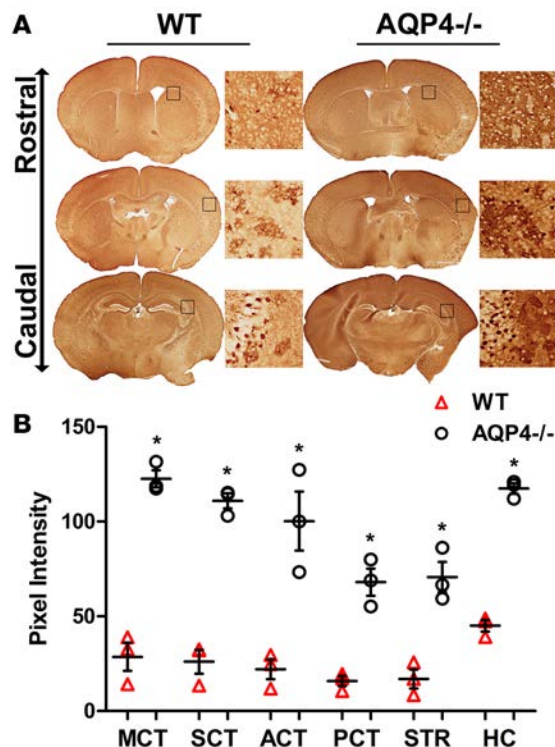 A
WT AQP4-/-
Rostral
Caudal
WT
AQP4-/-
B
Pixel Intensity
150
100
50
0
* * * * * *
MCT SCT ACT PCT STR HC